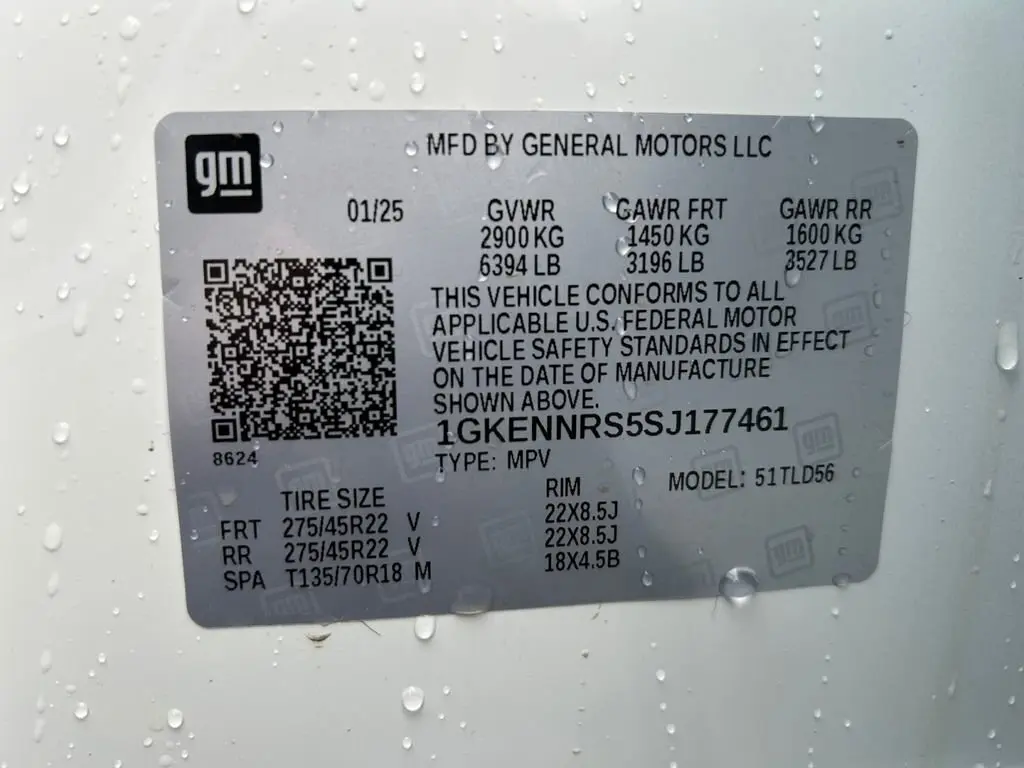 gm
MFD BY GENERAL MOTORS LLC
01/25 GVWR GAWR FRT GAWR RR
2900 KG 1450 KG 1600 KG
6394 LB 3196 LB 3527 LB
THIS VEHICLE CONFORMS TO ALL
APPLICABLE U.S. FEDERAL MOTOR
VEHICLE SAFETY STANDARDS IN EFFECT
ON THE DATE OF MANUFACTURE
SHOWN ABOVE.
1GKENNRS5SJ177461
8624
TYPE: MPV MODEL: 51TLD56
TIRE SIZE RIM
FRT 275/45R22 V 22X8.5J
RR 275/45R22 V 22X8.5J
SPA T135/70R18 M 18X4.5B